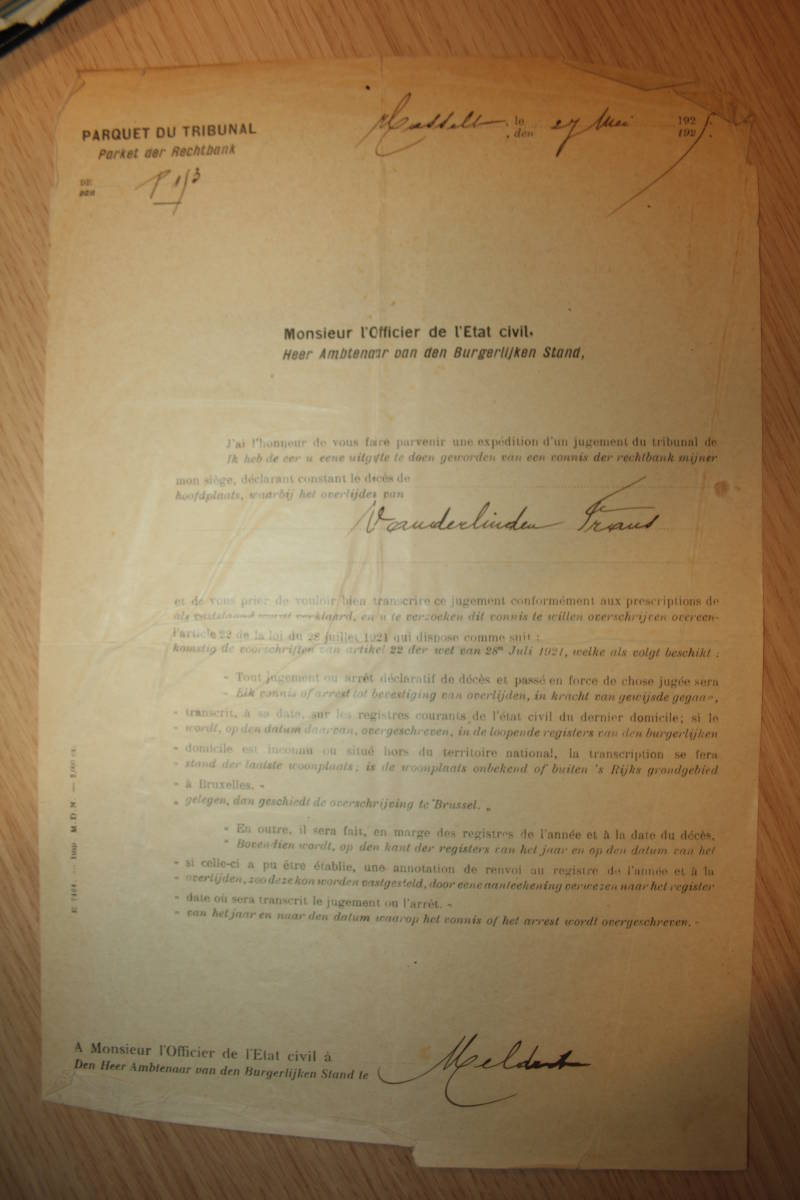 PARQUET DU TRIBUNAL
Parket der Rechtbank
DE
van
Hasselt, le 27 Mei 192
, den 192
Monsieur l'Officier de l'Etat civil,
Heer Ambtenaar van den Burgerlijken Stand,
J'ai l'honneur de vous faire parvenir une expédition d'un jugement du tribunal de
Ik heb de eer u eene uitgifte te doen geworden van een vonnis der rechtbank mijner
mon siège, déclarant constant le décès de
hoofdplaats, waarbij het overlijden van
Vanderlinden Frans
et de vous prier de vouloir bien transcrire ce jugement conformément aux prescriptions de
als vaststaand wordt verklaard, en u te verzoeken dit vonnis te willen overschrijven overeen-
l'article 22 de la loi du 28 juillet 1921 qui dispose comme suit :
komstig de voorschriften van artikel 22 der wet van 28n Juli 1921, welke als volgt beschikt :
« Tout jugement ou arrêt déclaratif de décès et passé en force de chose jugée sera
« Elk vonnis of arrest tot bevestiging van overlijden, in kracht van gewijsde gegaan,
« transcrit, à sa date, sur les registres courants de l'état civil du dernier domicile; si le
« wordt, op den datum daarvan, overgeschreven, in de loopende registers van den burgerlijken
« domicile est inconnu ou situé hors du territoire national, la transcription se fera
« stand der laatste woonplaats; is de woonplaats onbekend of buiten 's Rijks grondgebied
« à Bruxelles. »
« gelegen, dan geschiedt de overschrijving te Brussel. »
« En outre, il sera fait, en marge des registres de l'année et à la date du décès,
« Bovendien wordt, op den kant der registers van het jaar en op den datum van het
« si celle-ci a pu être établie, une annotation de renvoi au registre de l'année et à la
« overlijden, zoo deze kon worden vastgesteld, door eene aanteekening verwezen naar het register
« date où sera transcrit le jugement ou l'arrêt. »
« van het jaar en naar den datum waarop het vonnis of het arrest wordt overgeschreven. »
A Monsieur l'Officier de l'Etat civil à
Den Heer Ambtenaar van den Burgerlijken Stand te
Meldert